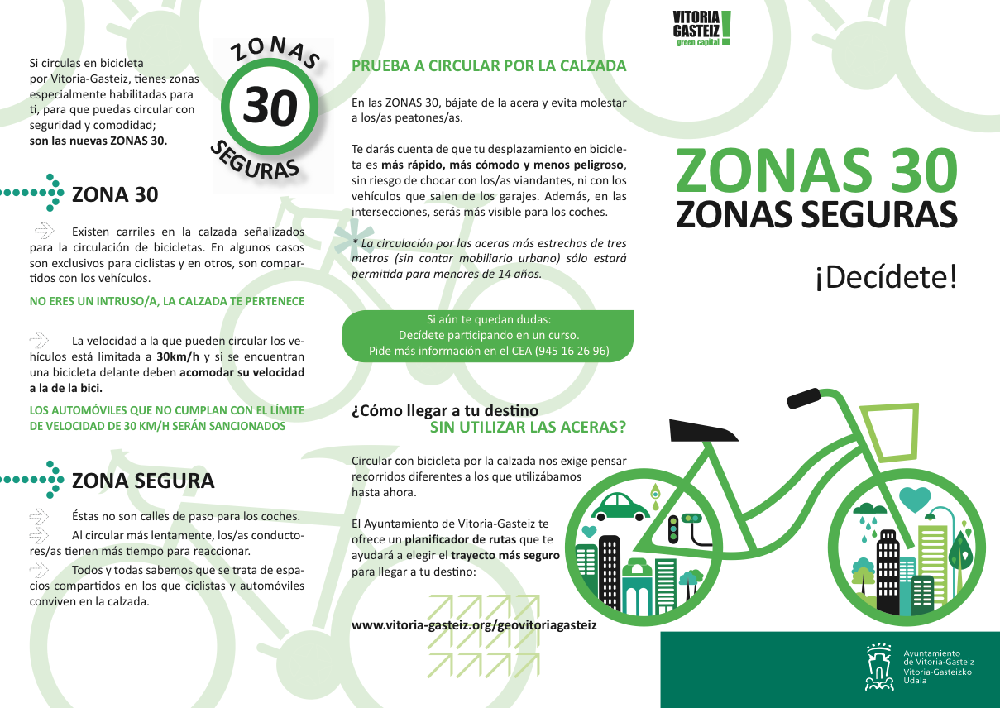 Si circulas en bicicleta
por Vitoria-Gasteiz, tienes zonas
especialmente habilitadas para
ti, para que puedas circular con
seguridad y comodidad;
son las nuevas ZONAS 30.
ZONAS
30
SEGURAS
ZONA 30
Existen carriles en la calzada señalizados
para la circulación de bicicletas. En algunos casos
son exclusivos para ciclistas y en otros, son compar-
tidos con los vehículos.
NO ERES UN INTRUSO/A, LA CALZADA TE PERTENECE
La velocidad a la que pueden circular los ve-
hículos está limitada a 30km/h y si se encuentran
una bicicleta delante deben acomodar su velocidad
a la de la bici.
LOS AUTOMÓVILES QUE NO CUMPLAN CON EL LÍMITE
DE VELOCIDAD DE 30 KM/H SERÁN SANCIONADOS
ZONA SEGURA
Éstas no son calles de paso para los coches.
Al circular más lentamente, los/as conducto-
res/as tienen más tiempo para reaccionar.
Todos y todas sabemos que se trata de espa-
cios compartidos en los que ciclistas y automóviles
conviven en la calzada.
PRUEBA A CIRCULAR POR LA CALZADA
En las ZONAS 30, bájate de la acera y evita molestar
a los/as peatones/as.
Te darás cuenta de que tu desplazamiento en bicicle-
ta es más rápido, más cómodo y menos peligroso,
sin riesgo de chocar con los/as viandantes, ni con los
vehículos que salen de los garajes. Además, en las
intersecciones, serás más visible para los coches.
* La circulación por las aceras más estrechas de tres
metros (sin contar mobiliario urbano) sólo estará
permitida para menores de 14 años.
Si aún te quedan dudas:
Decídete participando en un curso.
Pide más información en el CEA (945 16 26 96)
¿Cómo llegar a tu destino
SIN UTILIZAR LAS ACERAS?
Circular con bicicleta por la calzada nos exige pensar
recorridos diferentes a los que utilizábamos
hasta ahora.
El Ayuntamiento de Vitoria-Gasteiz te
ofrece un planificador de rutas que te
ayudará a elegir el trayecto más seguro
para llegar a tu destino:
www.vitoria-gasteiz.org/geovitoriagasteiz
VITORIA
GASTEIZ!
green capital
ZONAS 30
ZONAS SEGURAS
¡Decídete!
Ayuntamiento
de Vitoria-Gasteiz
Vitoria-Gasteizko
Udala